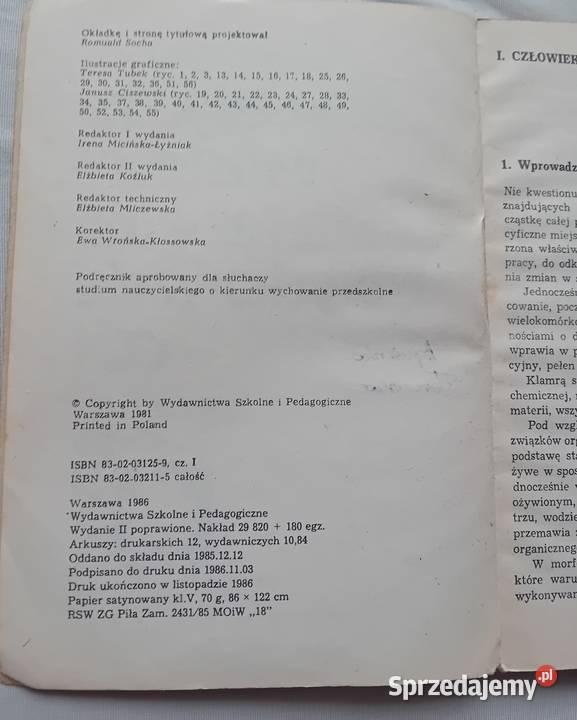 Okładkę i stronę tytułową projektował
Romuald Socha
Ilustracje graficzne:
Teresa Tubek (ryc. 1, 2, 3, 13, 14, 15, 16, 17, 18, 25, 26,
29, 30, 31, 32, 36, 51, 56)
Janusz Ciszewski (ryc. 19, 20, 21, 22, 23, 24, 27, 28, 33,
34, 35, 37, 38, 39, 40, 41, 42, 43, 44, 45, 46, 47, 48, 49,
50, 52, 53, 54, 55)
Redaktor I wydania
Irena Micińska-Łyżniak
Redaktor II wydania
Elżbieta Koźluk
Redaktor techniczny
Elżbieta Milczewska
Korektor
Ewa Wrońska-Klossowska
Podręcznik aprobowany dla słuchaczy
studium nauczycielskiego o kierunku wychowanie przedszkolne
© Copyright by Wydawnictwa Szkolne i Pedagogiczne
Warszawa 1981
Printed in Poland
ISBN 83-02-03125-9, cz. I
ISBN 83-02-03211-5 całość
Warszawa 1986
Wydawnictwa Szkolne i Pedagogiczne
Wydanie II poprawione. Nakład 29 820 + 180 egz.
Arkuszy: drukarskich 12, wydawniczych 10,84
Oddano do składu dnia 1985.12.12
Podpisano do druku dnia 1986.11.03
Druk ukończono w listopadzie 1986
Papier satynowany kl.V, 70 g, 86 × 122 cm
RSW ZG Piła Zam. 2431/85 MOiW „18"
I. CZŁOWIEK
1. Wprowadz
Nie kwestionu
znajdujących
cząstkę całej p
cyficzne miejs
rzona właściw
pracy, do odk
nia zmian w ś
Jednocześni
cowanie, pocz
wielokomórko
nościami o d
wprawia w p
cyjny, pełen
Klamrą s
chemicznej, r
materii, wszy
Pod wzgl
związków org
podstawę sta
żywe w spos
dnocześnie w
ożywionym,
trzu, wodzie
przemawia s
organicznego
W morf
które waru
wykonywan
Sprzedajemy.pl